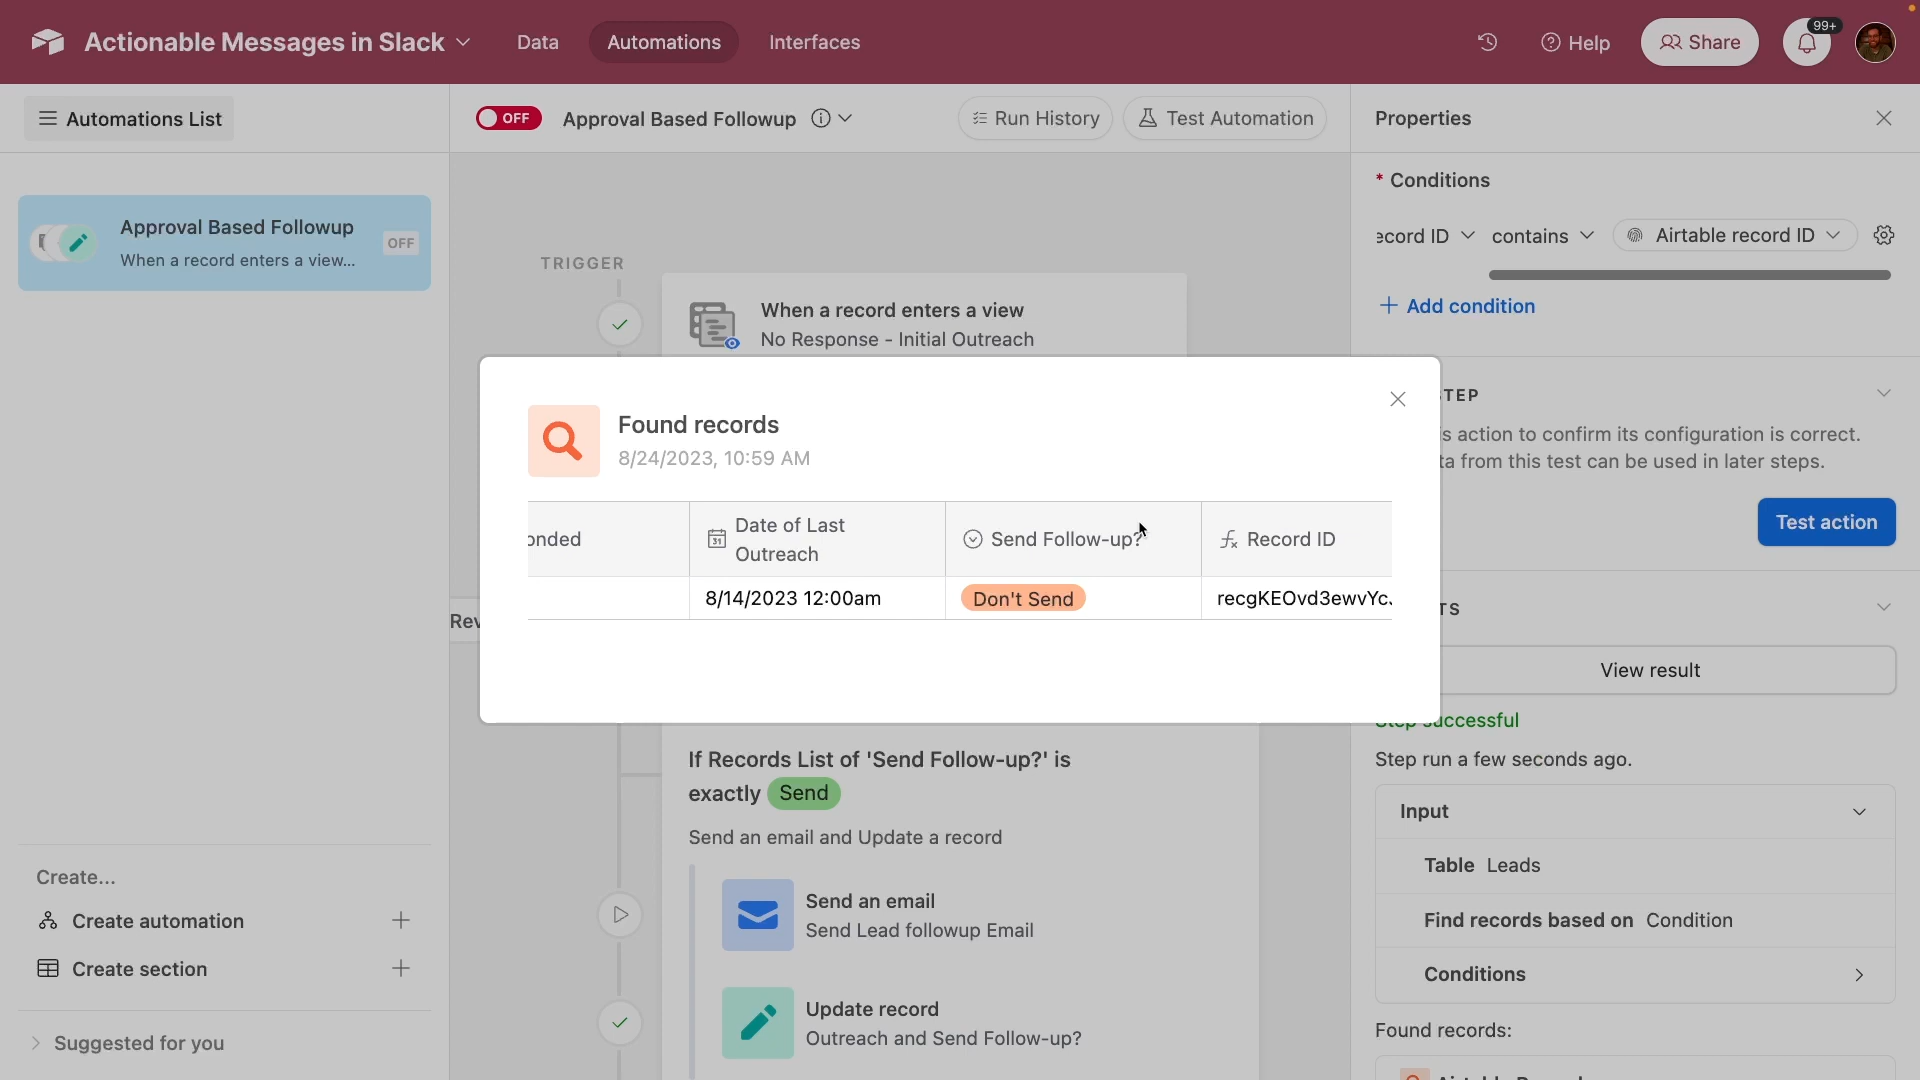 Actionable Messages in Slack
Data
Automations
Interfaces
Help
Share
99+
Automations List
OFF
Approval Based Followup
Run History
Test Automation
Properties
Approval Based Followup
When a record enters a view...
OFF
TRIGGER
When a record enters a view
No Response - Initial Outreach
* Conditions
ecord ID
contains
Airtable record ID
+ Add condition
TEP
s action to confirm its configuration is correct.
ta from this test can be used in later steps.
Test action
Found records
8/24/2023, 10:59 AM
onded
31
Date of Last
Outreach
Send Follow-up?
fx Record ID
8/14/2023 12:00am
Don't Send
recgKEOvd3ewvYc
Rev
TS
View result
Step successful
Step run a few seconds ago.
Input
Table Leads
Find records based on Condition
Conditions
Found records:
If Records List of 'Send Follow-up?' is
exactly Send
Send an email and Update a record
Send an email
Send Lead followup Email
Update record
Outreach and Send Follow-up?
Create...
Create automation
Create section
Suggested for you